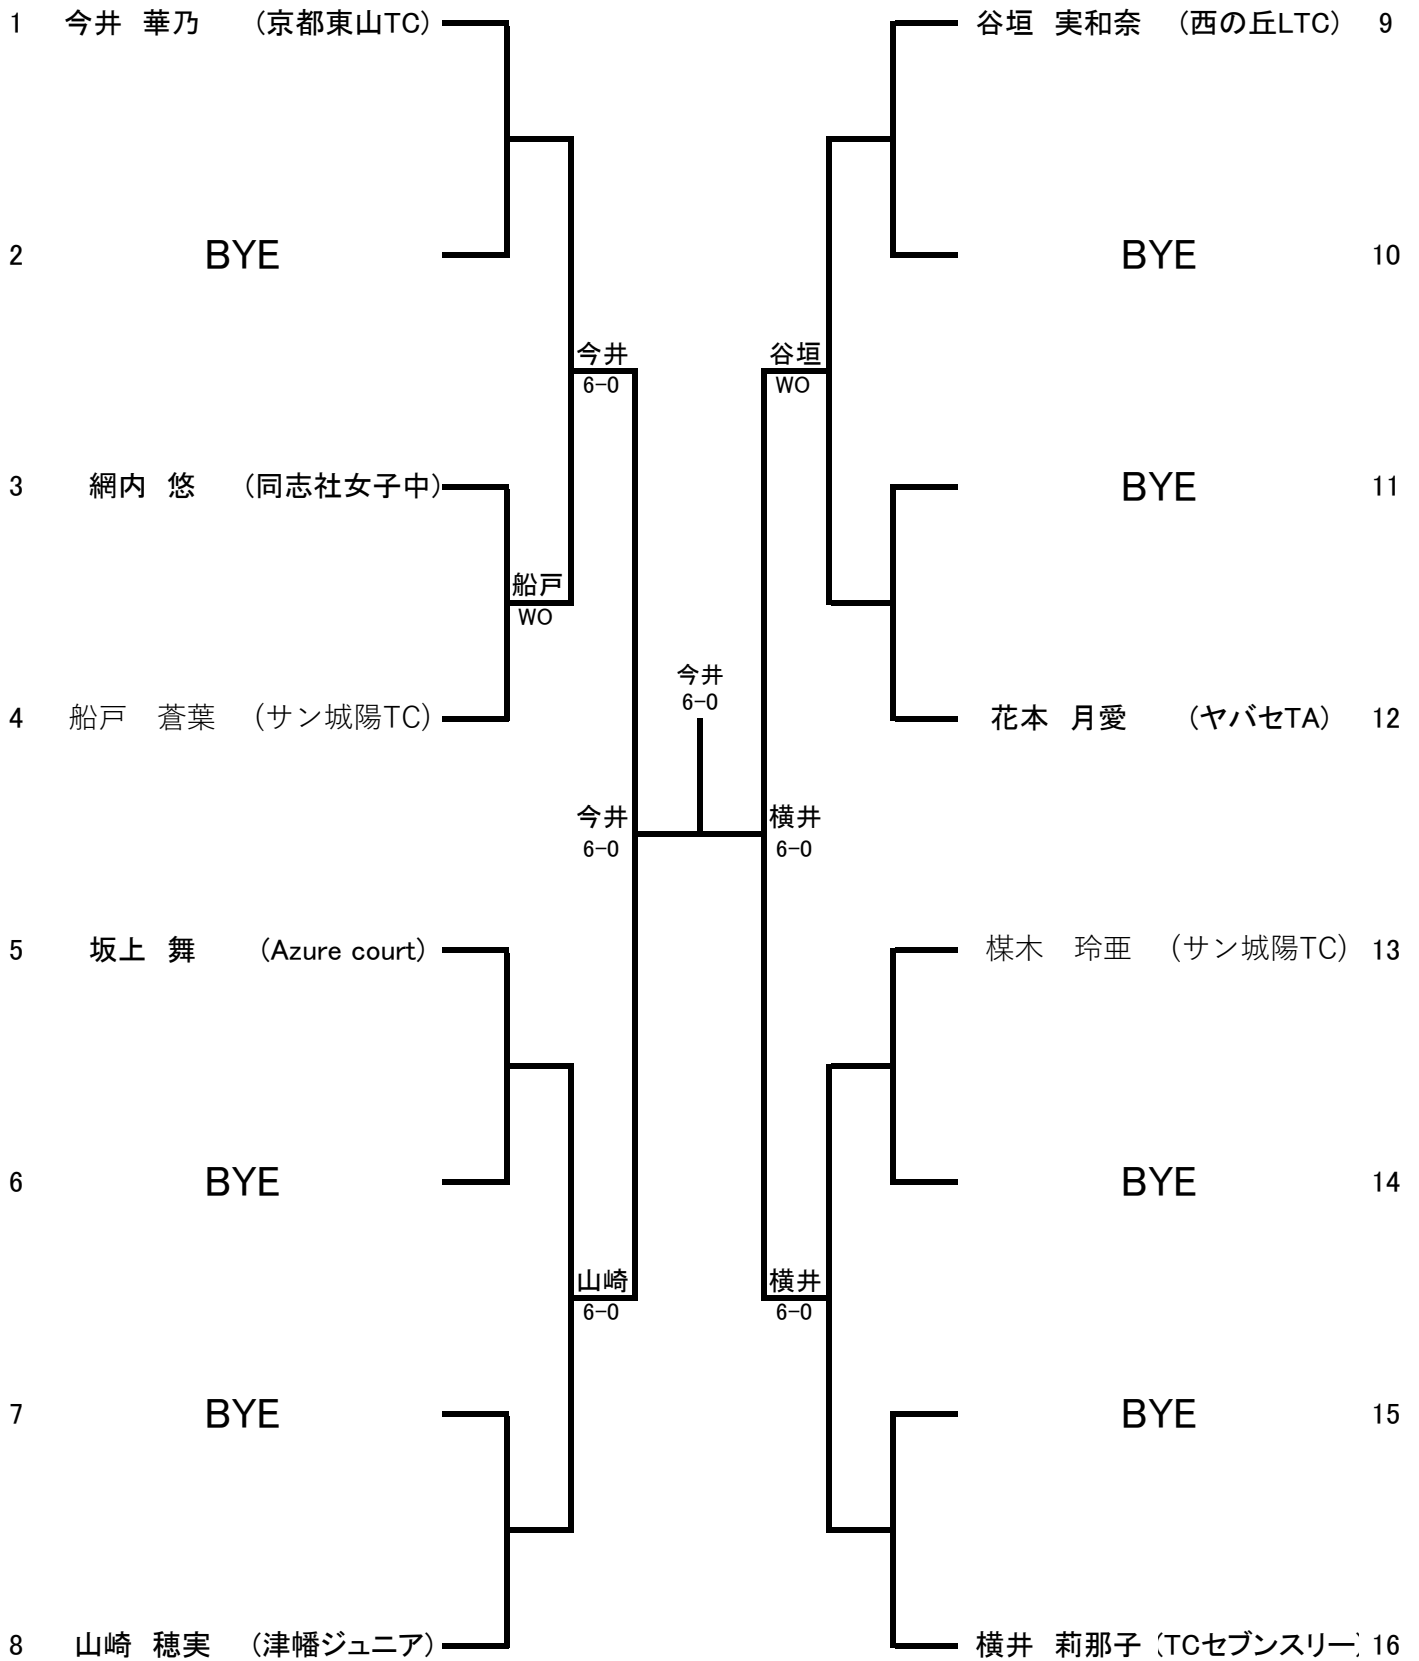 1 今井 華乃 (京都東山TC)
谷垣 実和奈 (西の丘LTC) 9
2 BYE
BYE 10
今井
6-0
谷垣
WO
3 網内 悠 (同志社女子中)
BYE 11
船戸
WO
今井
6-0
4 船戸 蒼葉 (サン城陽TC)
花本 月愛 (ヤバセTA) 12
今井
6-0
横井
6-0
5 坂上 舞 (Azure court)
楳木 玲亜 (サン城陽TC) 13
6 BYE
BYE 14
山崎
6-0
横井
6-0
7 BYE
BYE 15
8 山崎 穂実 (津幡ジュニア)
横井 莉那子 (TCセブンスリー) 16